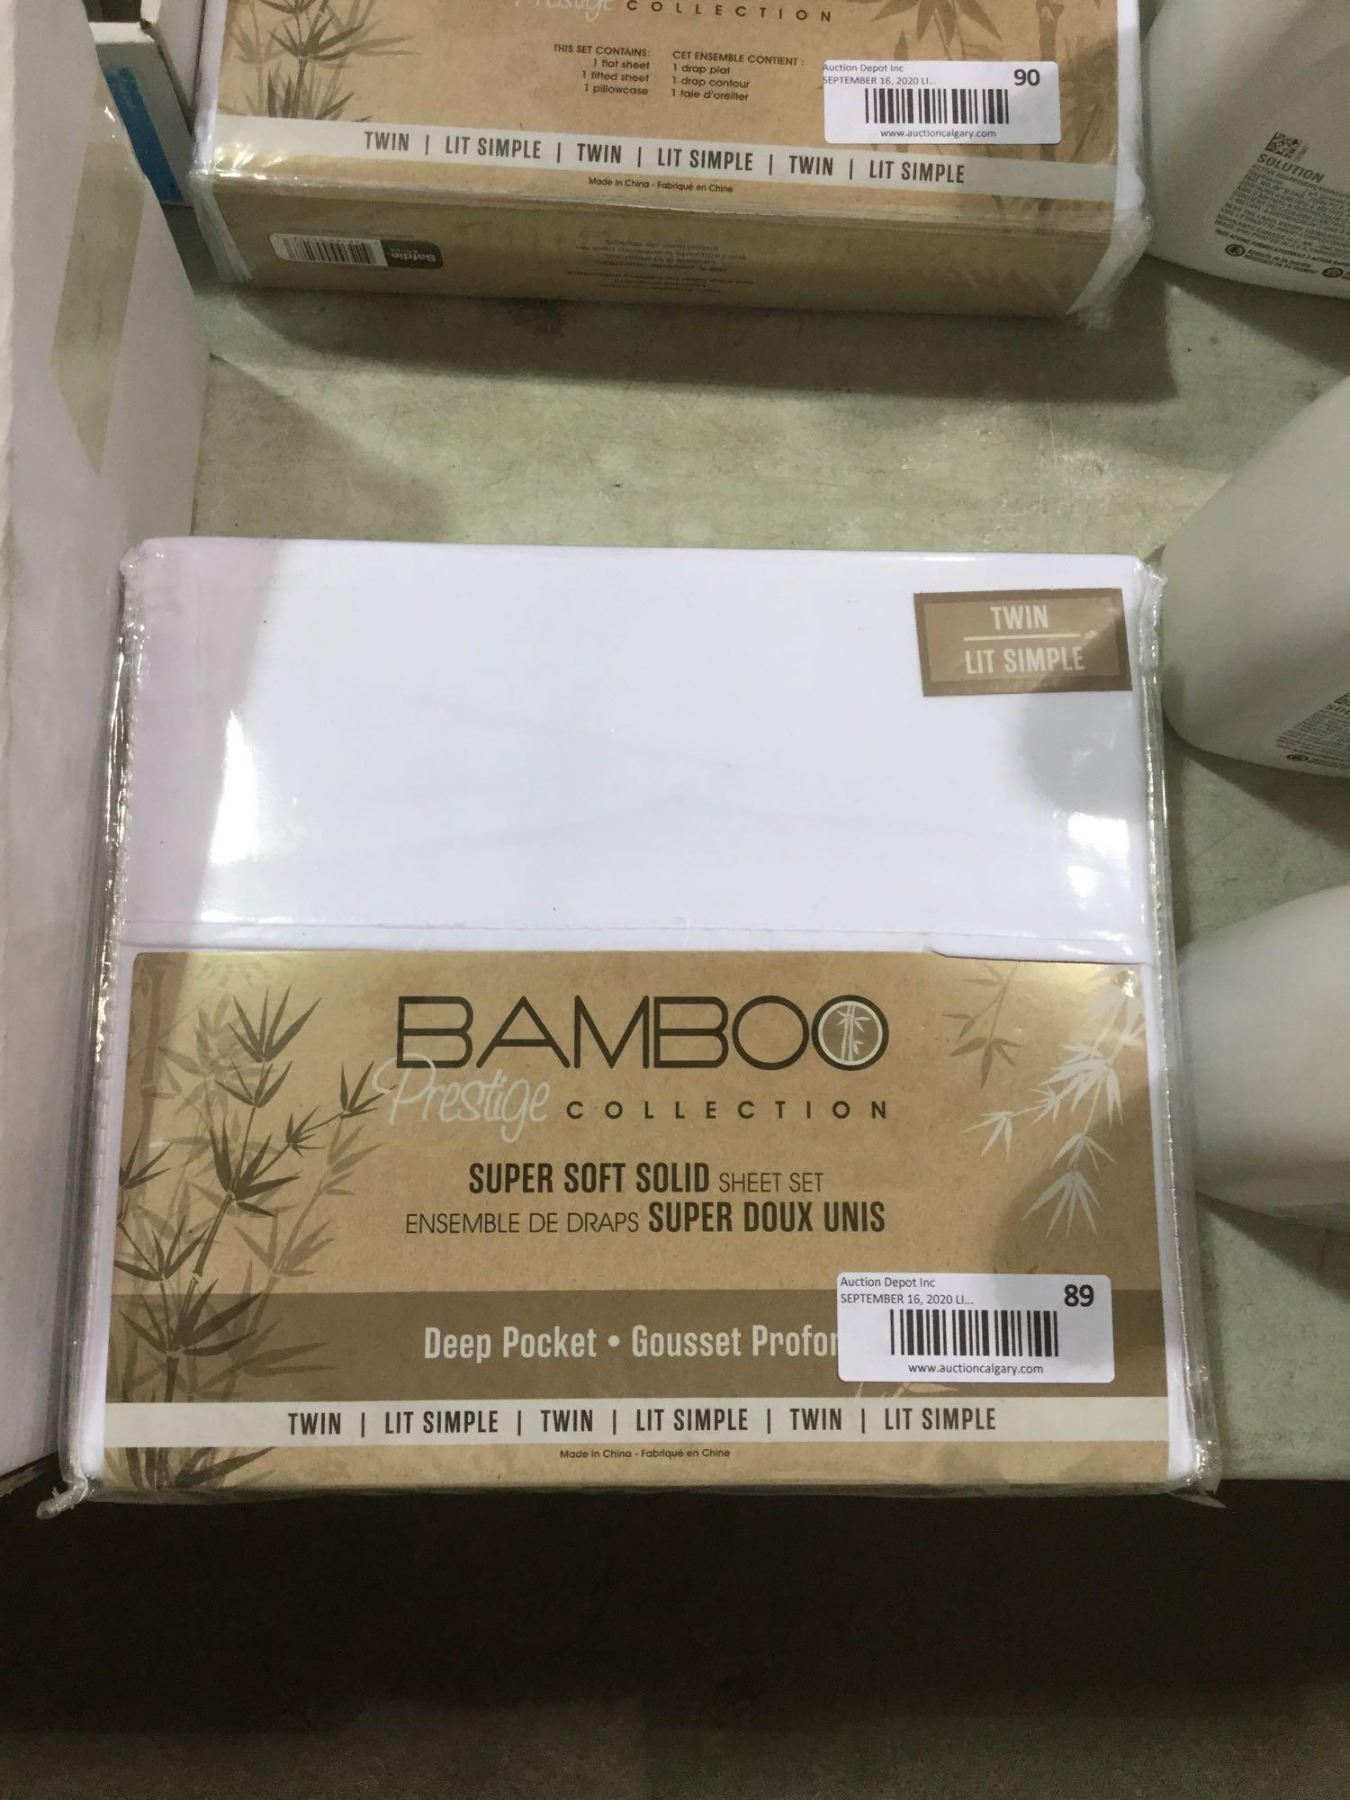 Prestige COLLECTION
THIS SET CONTAINS:
1 flat sheet
1 fitted sheet
1 pillowcase
CET ENSEMBLE CONTIENT :
1 drap plat
1 drap contour
1 taie d'oreiller
Auction Depot Inc
SEPTEMBER 16, 2020 LI...
90
www.auctioncalgary.com
TWIN | LIT SIMPLE | TWIN | LIT SIMPLE | TWIN | LIT SIMPLE
Made in China - Fabriqué en Chine
Safdie
SOLUTION
TWIN
LIT SIMPLE
BAMBOO
Prestige COLLECTION
SUPER SOFT SOLID SHEET SET
ENSEMBLE DE DRAPS SUPER DOUX UNIS
Auction Depot Inc
SEPTEMBER 16, 2020 LI...
89
www.auctioncalgary.com
Deep Pocket • Gousset Profon
TWIN | LIT SIMPLE | TWIN | LIT SIMPLE | TWIN | LIT SIMPLE
Made in China - Fabriqué en Chine